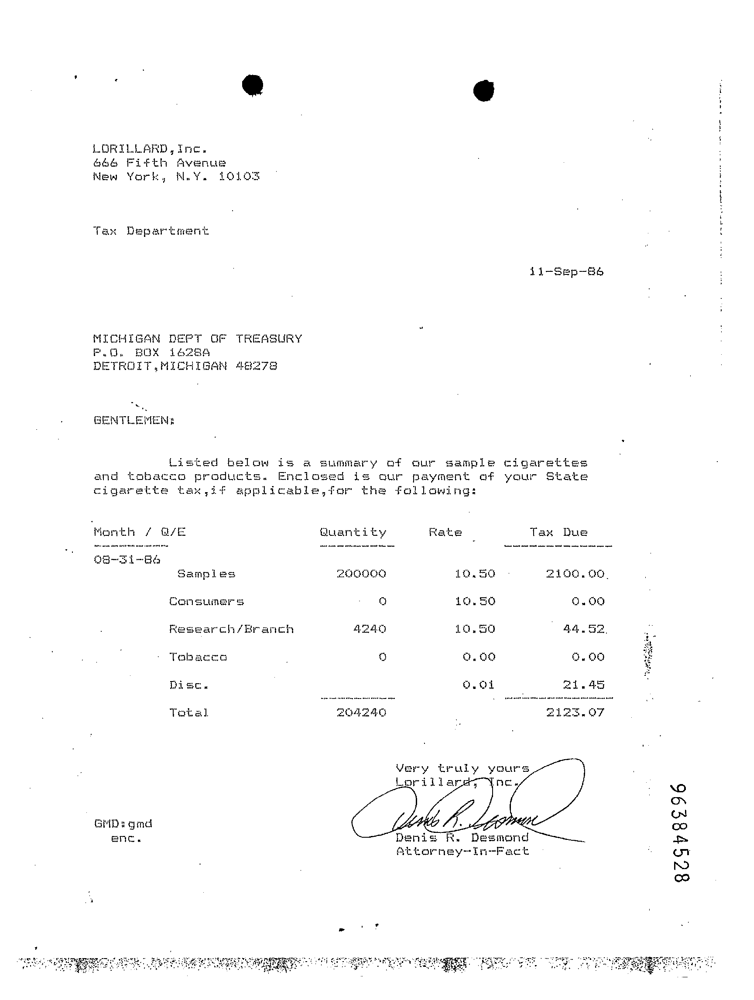 LORILLARD,Inc.
666 Fifth Avenue
New York, N.Y. 10103
Tax Department
11-Sep-86
MICHIGAN DEPT OF TREASURY
P.O. BOX 1628A
DETROIT,MICHIGAN 48278
GENTLEMEN:
Listed below is a summary of our sample cigarettes
and tobacco products. Enclosed is our payment of your State
cigarette tax,if applicable,for the following:
Month / Q/E Quantity Rate Tax Due
08-31-86
Samples 200000 10.50 2100.00
Consumers 0 10.50 0.00
Research/Branch 4240 10.50 44.52
Tobacco 0 0.00 0.00
Disc. 0.01 21.45
Total 204240 2123.07
Very truly yours
Lorillard, Inc.
Denis R. Desmond
GMD:gmd
enc.
Denis R. Desmond
Attorney-In-Fact
96384528